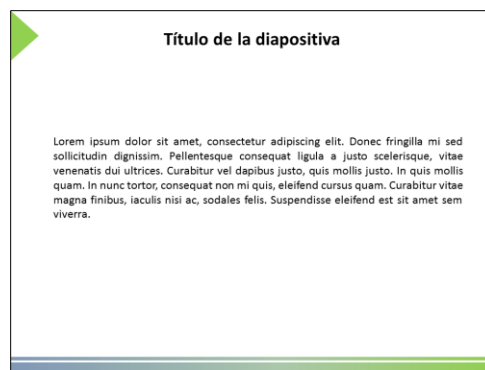 Título de la diapositiva
Lorem ipsum dolor sit amet, consectetur adipiscing elit. Donec fringilla mi sed
sollicitudin dignissim. Pellentesque consequat ligula a justo scelerisque, vitae
venenatis dui ultrices. Curabitur vel dapibus justo, quis mollis justo. In quis mollis
quam. In nunc tortor, consequat non mi quis, eleifend cursus quam. Curabitur vitae
magna finibus, iaculis nisi ac, sodales felis. Suspendisse eleifend est sit amet sem
viverra.